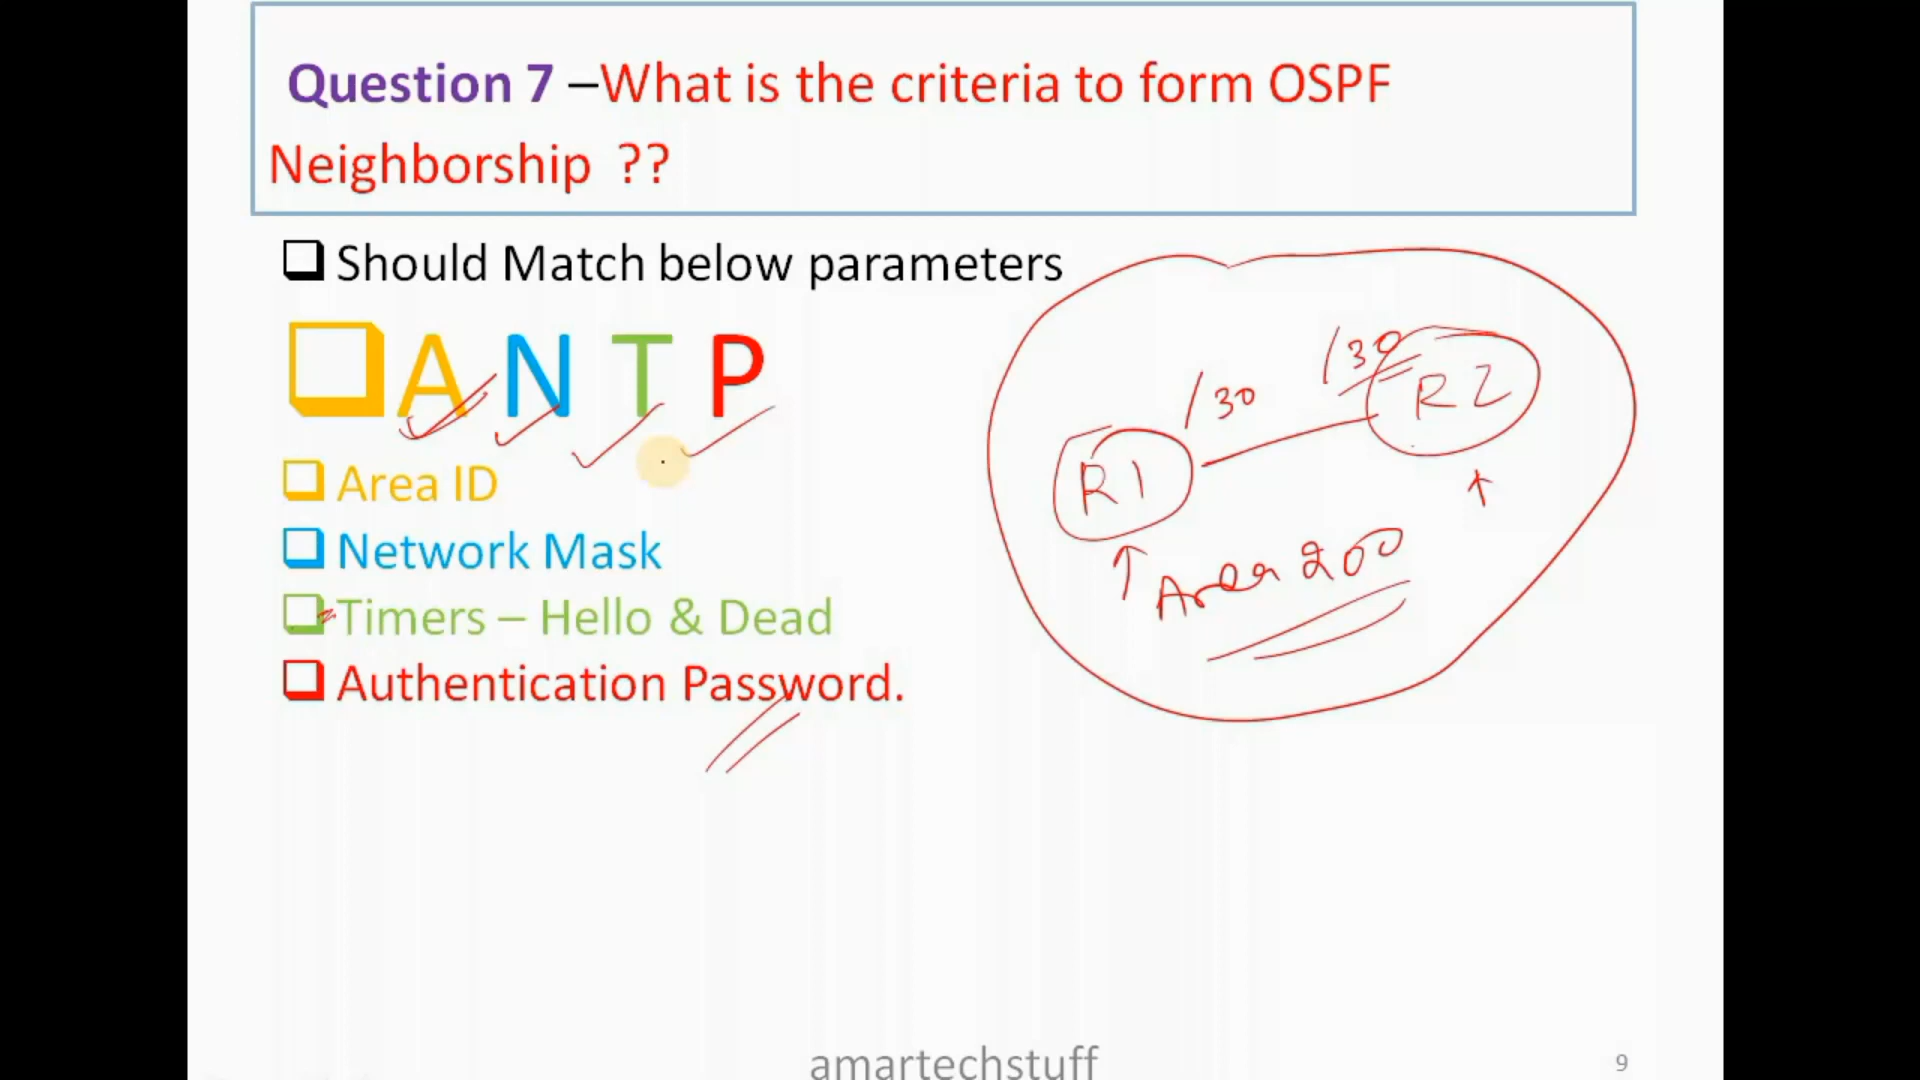 Question 7 –What is the criteria to form OSPF
Neighborship ??
Should Match below parameters
A N T P
Area ID
Network Mask
Timers – Hello & Dead
Authentication Password.
/30
/30
R2
R1
Area 200
amartechstuff
9